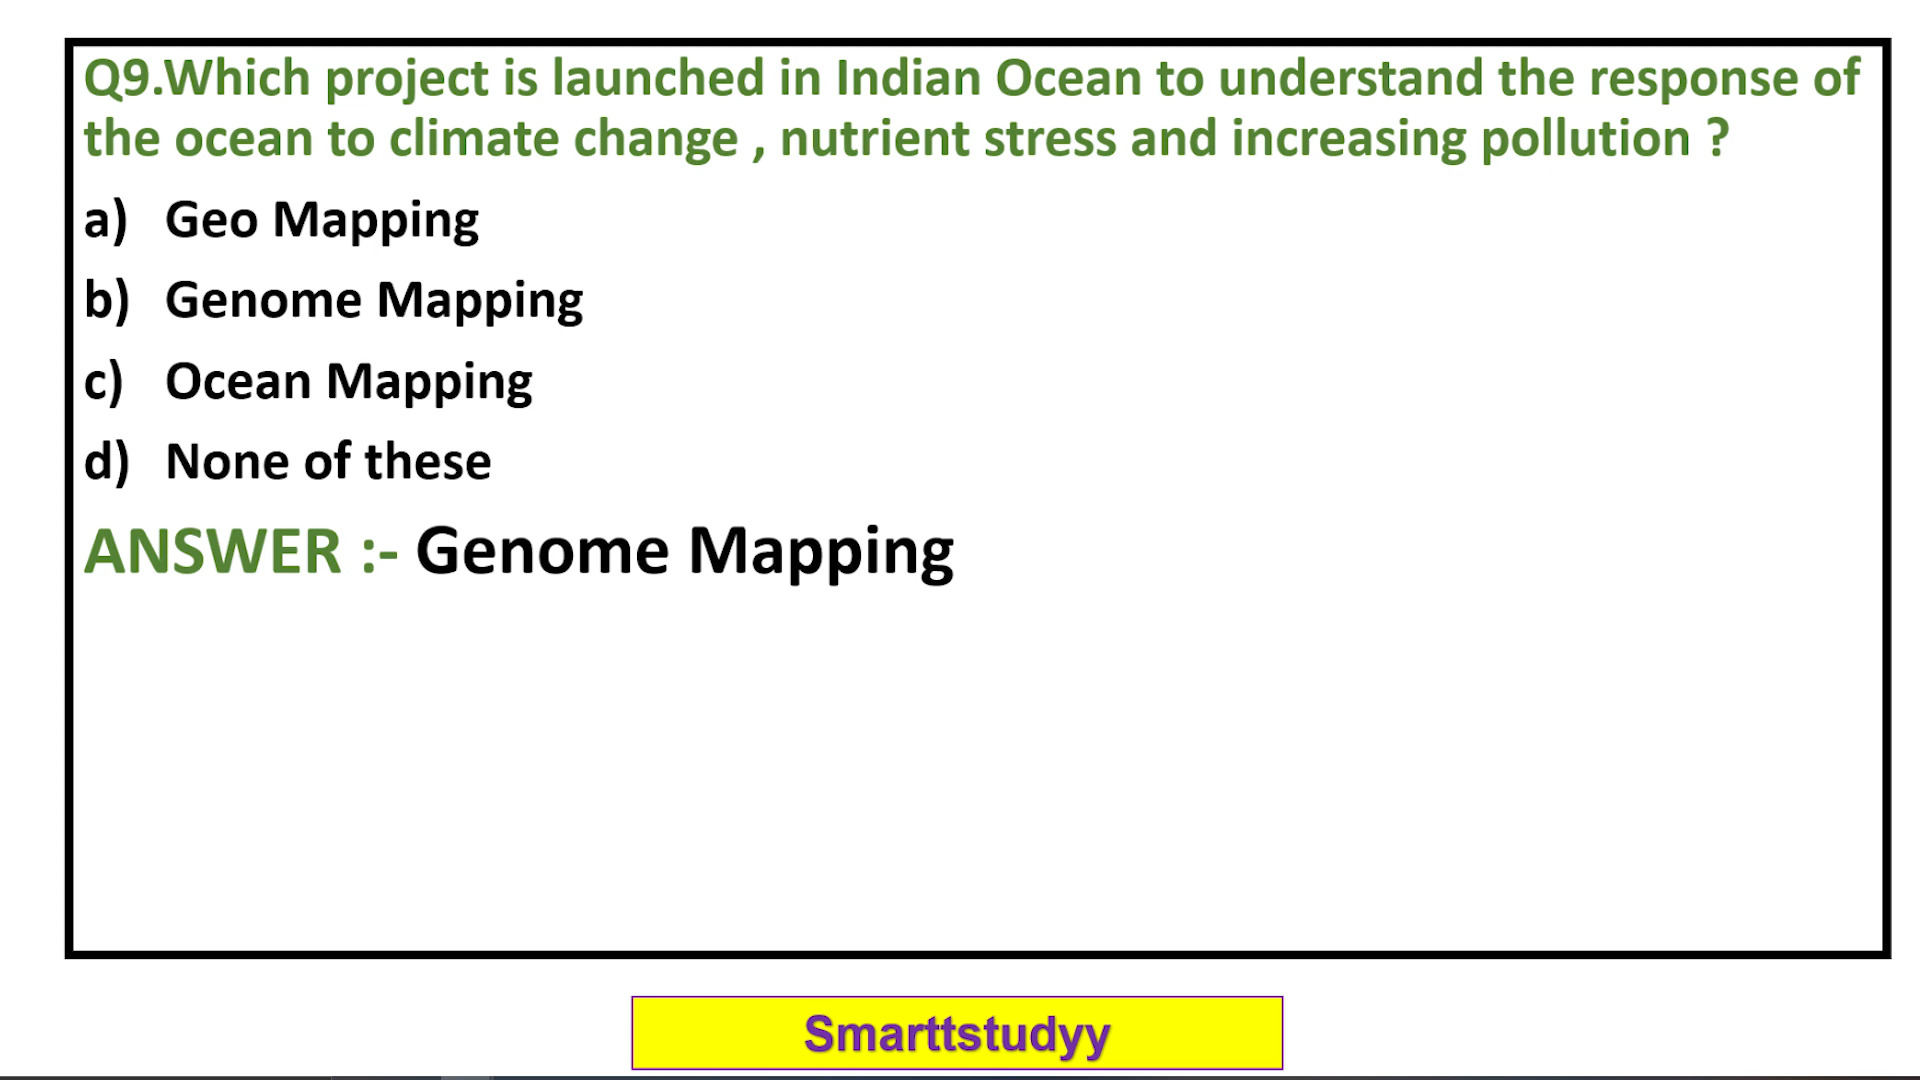 Q9.Which project is launched in Indian Ocean to understand the response of
the ocean to climate change , nutrient stress and increasing pollution ?
a) Geo Mapping
b) Genome Mapping
c) Ocean Mapping
d) None of these
ANSWER :- Genome Mapping
Smarttstudyy